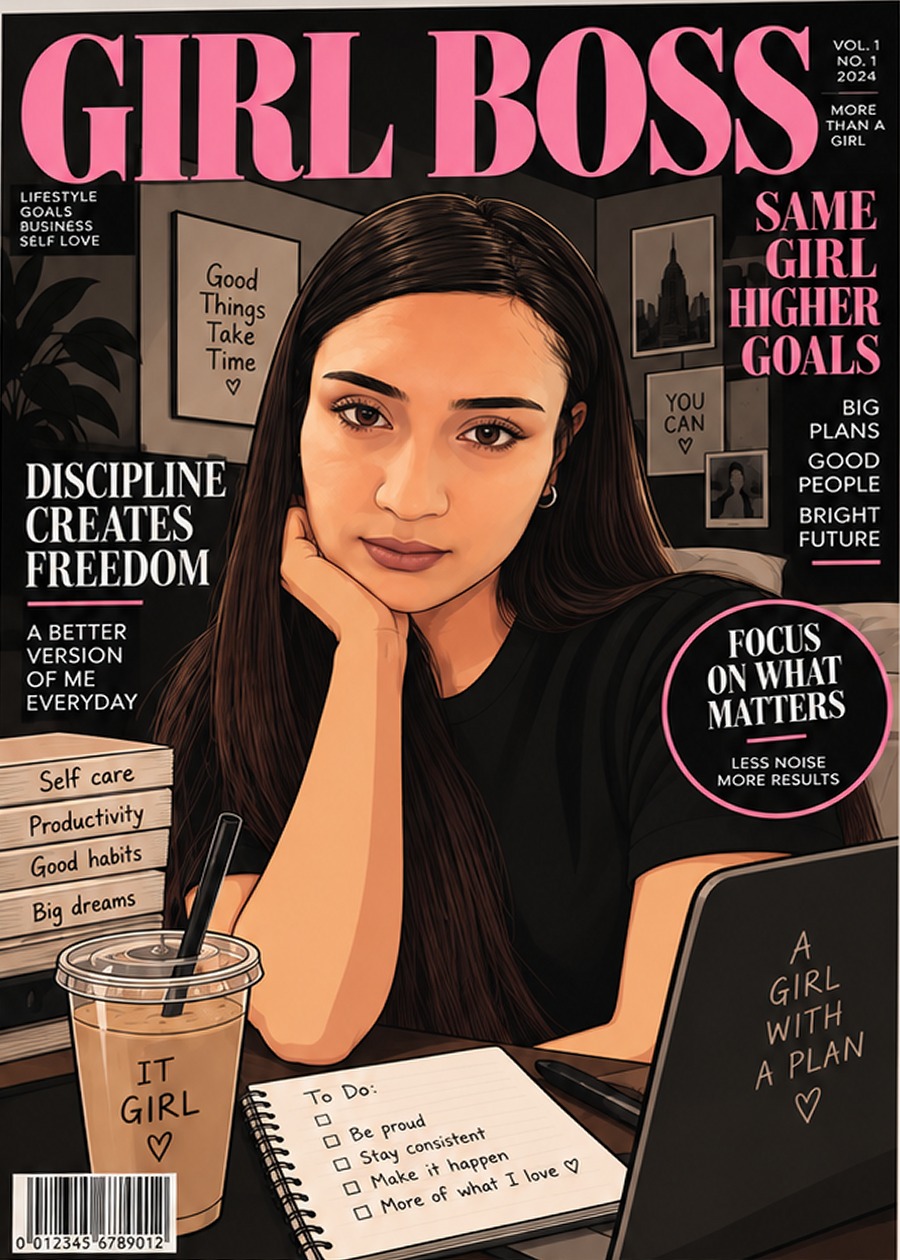 GIRL BOSS
VOL. 1
NO. 1
2024
MORE
THAN A
GIRL
LIFESTYLE
GOALS
BUSINESS
SELF LOVE
SAME
GIRL
HIGHER
GOALS
Good
Things
Take
Time
♡
YOU
CAN
♡
BIG
PLANS
GOOD
PEOPLE
BRIGHT
FUTURE
DISCIPLINE
CREATES
FREEDOM
A BETTER
VERSION
OF ME
EVERYDAY
FOCUS
ON WHAT
MATTERS
LESS NOISE
MORE RESULTS
Self care
Productivity
Good habits
Big dreams
A
GIRL
WITH
A PLAN
♡
IT
GIRL
♡
To Do:
☐
☐ Be proud
☐ Stay consistent
☐ Make it happen
☐ More of what I love ♡
0 012345 6789012